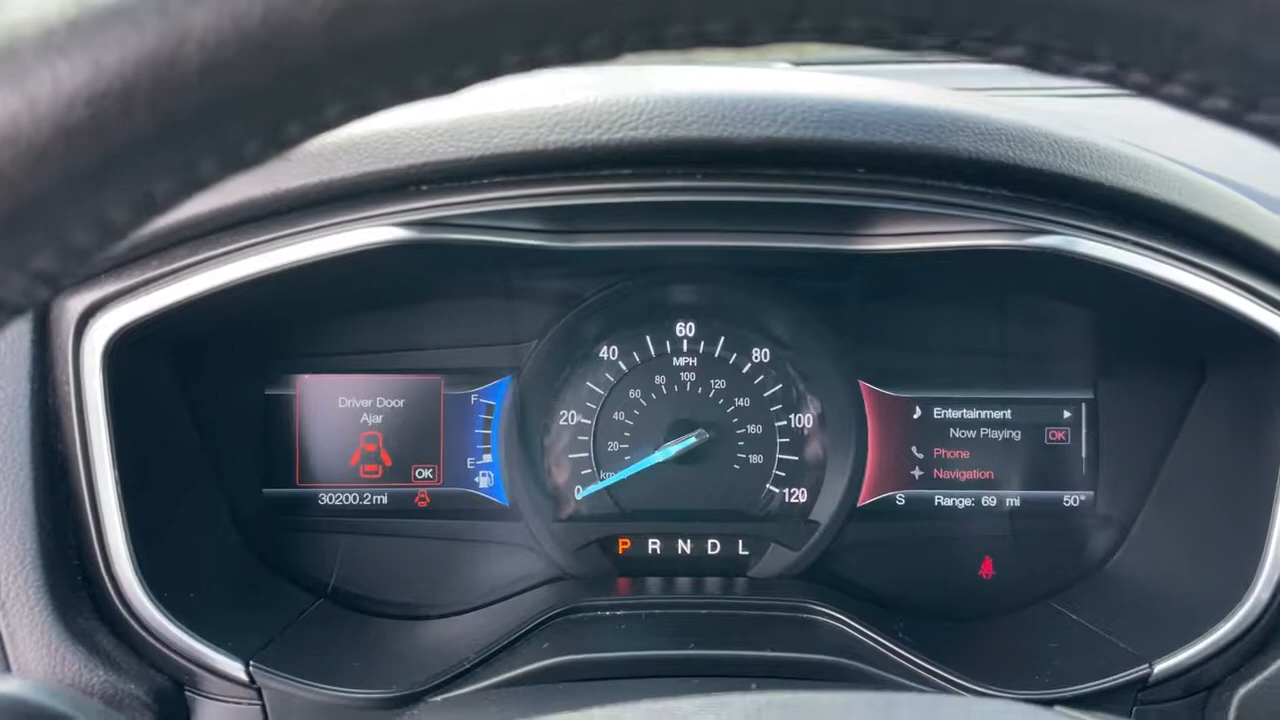 Driver Door
Ajar
OK
30200.2 mi
F
E
0
20
40
60
80
100
120
MPH
km/
20
40
60
80
100
120
140
160
180
P R N D L
Entertainment
Now Playing
OK
Phone
Navigation
S Range: 69 mi 50°